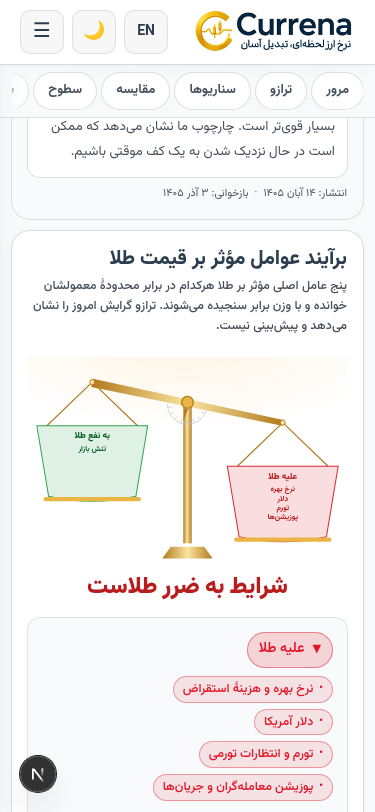 Currena
نرخ ارز لحظه‌ای، تبدیل آسان
EN
مرور
ترازو
سناریوها
مقایسه
سطوح
بسیار قوی‌تر است. چارچوب ما نشان می‌دهد که ممکن
است در حال نزدیک شدن به یک کف موقتی باشیم.
انتشار: ۱۴ آبان ۱۴۰۵ · بازخوانی: ۳ آذر ۱۴۰۵
برآیند عوامل مؤثر بر قیمت طلا
پنج عامل اصلی مؤثر بر طلا هرکدام در برابر محدودهٔ معمولشان
خوانده و با وزن برابر سنجیده می‌شوند. ترازو گرایش امروز را نشان
می‌دهد و پیش‌بینی نیست.
به نفع طلا
تنش بازار
علیه طلا
نرخ بهره
دلار
تورم
پوزیشن‌ها
شرایط به ضرر طلاست
▼ علیه طلا
• نرخ بهره و هزینهٔ استقراض
• دلار آمریکا
• تورم و انتظارات تورمی
• پوزیشن معامله‌گران و جریان‌ها
N